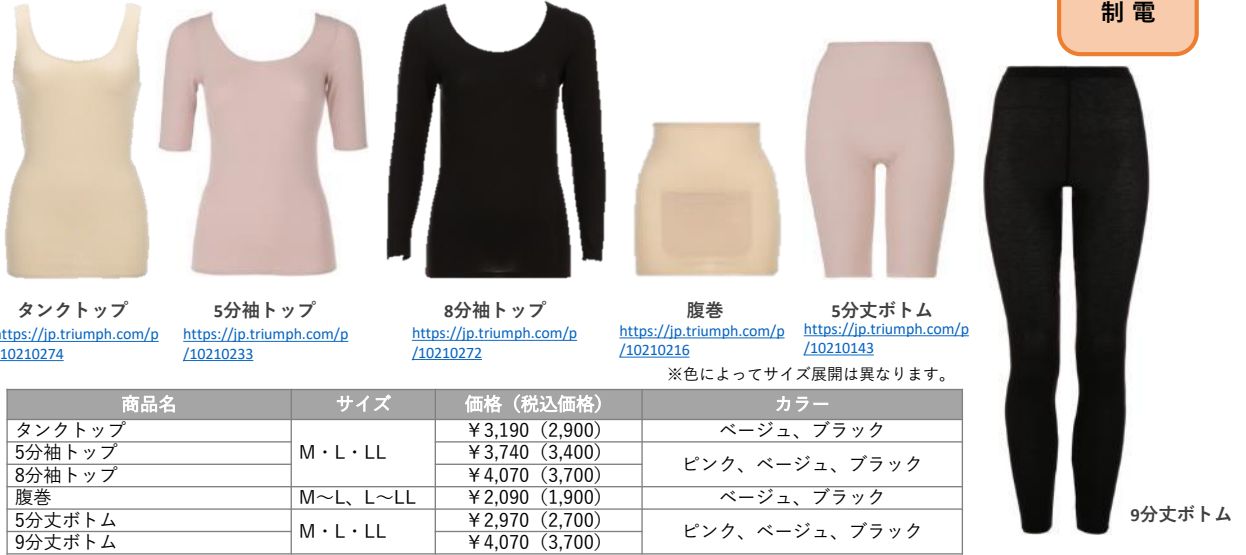 制電
タンクトップ
https://jp.triumph.com/p
/10210274
5分袖トップ
https://jp.triumph.com/p
/10210233
8分袖トップ
https://jp.triumph.com/p
/10210272
腹巻
https://jp.triumph.com/p
/10210216
5分丈ボトム
https://jp.triumph.com/p
/10210143
※色によってサイズ展開は異なります。
商品名 サイズ 価格（税込価格） カラー
タンクトップ M・L・LL ￥3,190（2,900） ベージュ、ブラック
5分袖トップ ￥3,740（3,400） ピンク、ベージュ、ブラック
8分袖トップ ￥4,070（3,700）
腹巻 M～L、L～LL ￥2,090（1,900） ベージュ、ブラック
5分丈ボトム M・L・LL ￥2,970（2,700） ピンク、ベージュ、ブラック
9分丈ボトム ￥4,070（3,700）
9分丈ボトム